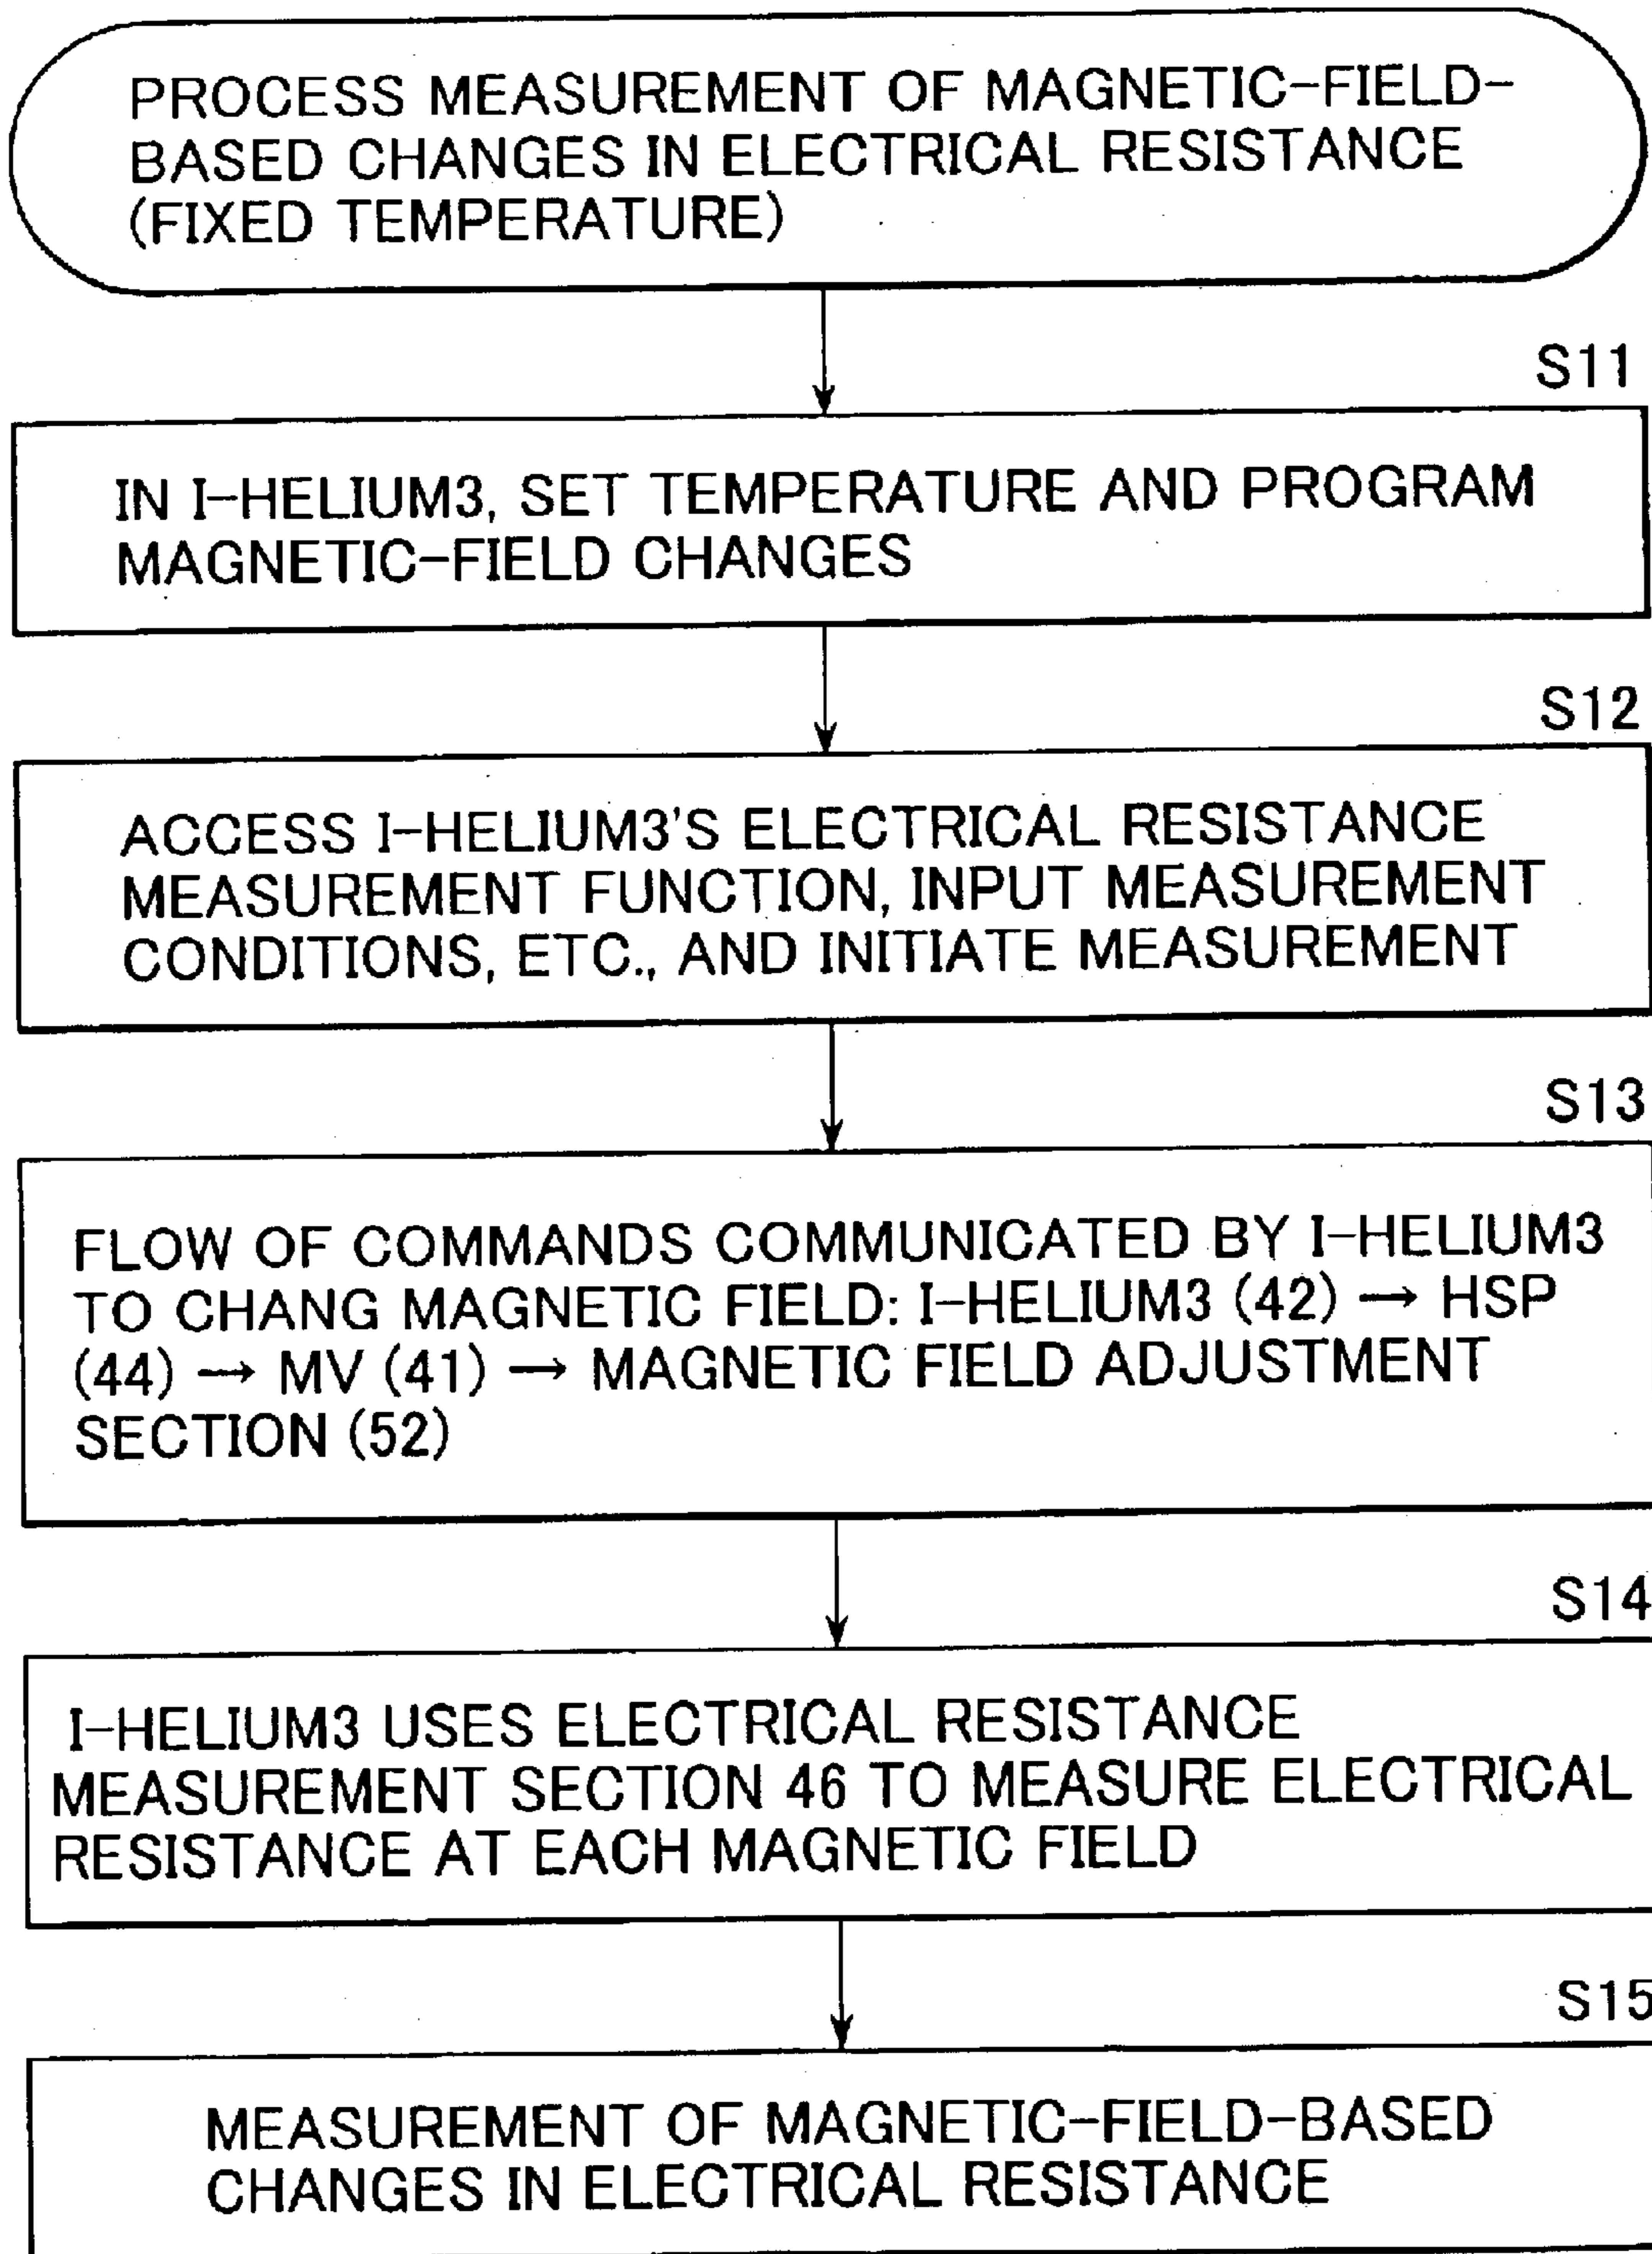 PROCESS MEASUREMENT OF MAGNETIC-FIELD-
BASED CHANGES IN ELECTRICAL RESISTANCE
(FIXED TEMPERATURE)
S11
IN I-HELIUM3, SET TEMPERATURE AND PROGRAM
MAGNETIC-FIELD CHANGES
S12
ACCESS I-HELIUM3'S ELECTRICAL RESISTANCE
MEASUREMENT FUNCTION, INPUT MEASUREMENT
CONDITIONS, ETC., AND INITIATE MEASUREMENT
S13
FLOW OF COMMANDS COMMUNICATED BY I-HELIUM3
TO CHANG MAGNETIC FIELD: I-HELIUM3 (42) → HSP
(44) → MV (41) → MAGNETIC FIELD ADJUSTMENT
SECTION (52)
S14
I-HELIUM3 USES ELECTRICAL RESISTANCE
MEASUREMENT SECTION 46 TO MEASURE ELECTRICAL
RESISTANCE AT EACH MAGNETIC FIELD
S15
MEASUREMENT OF MAGNETIC-FIELD-BASED
CHANGES IN ELECTRICAL RESISTANCE